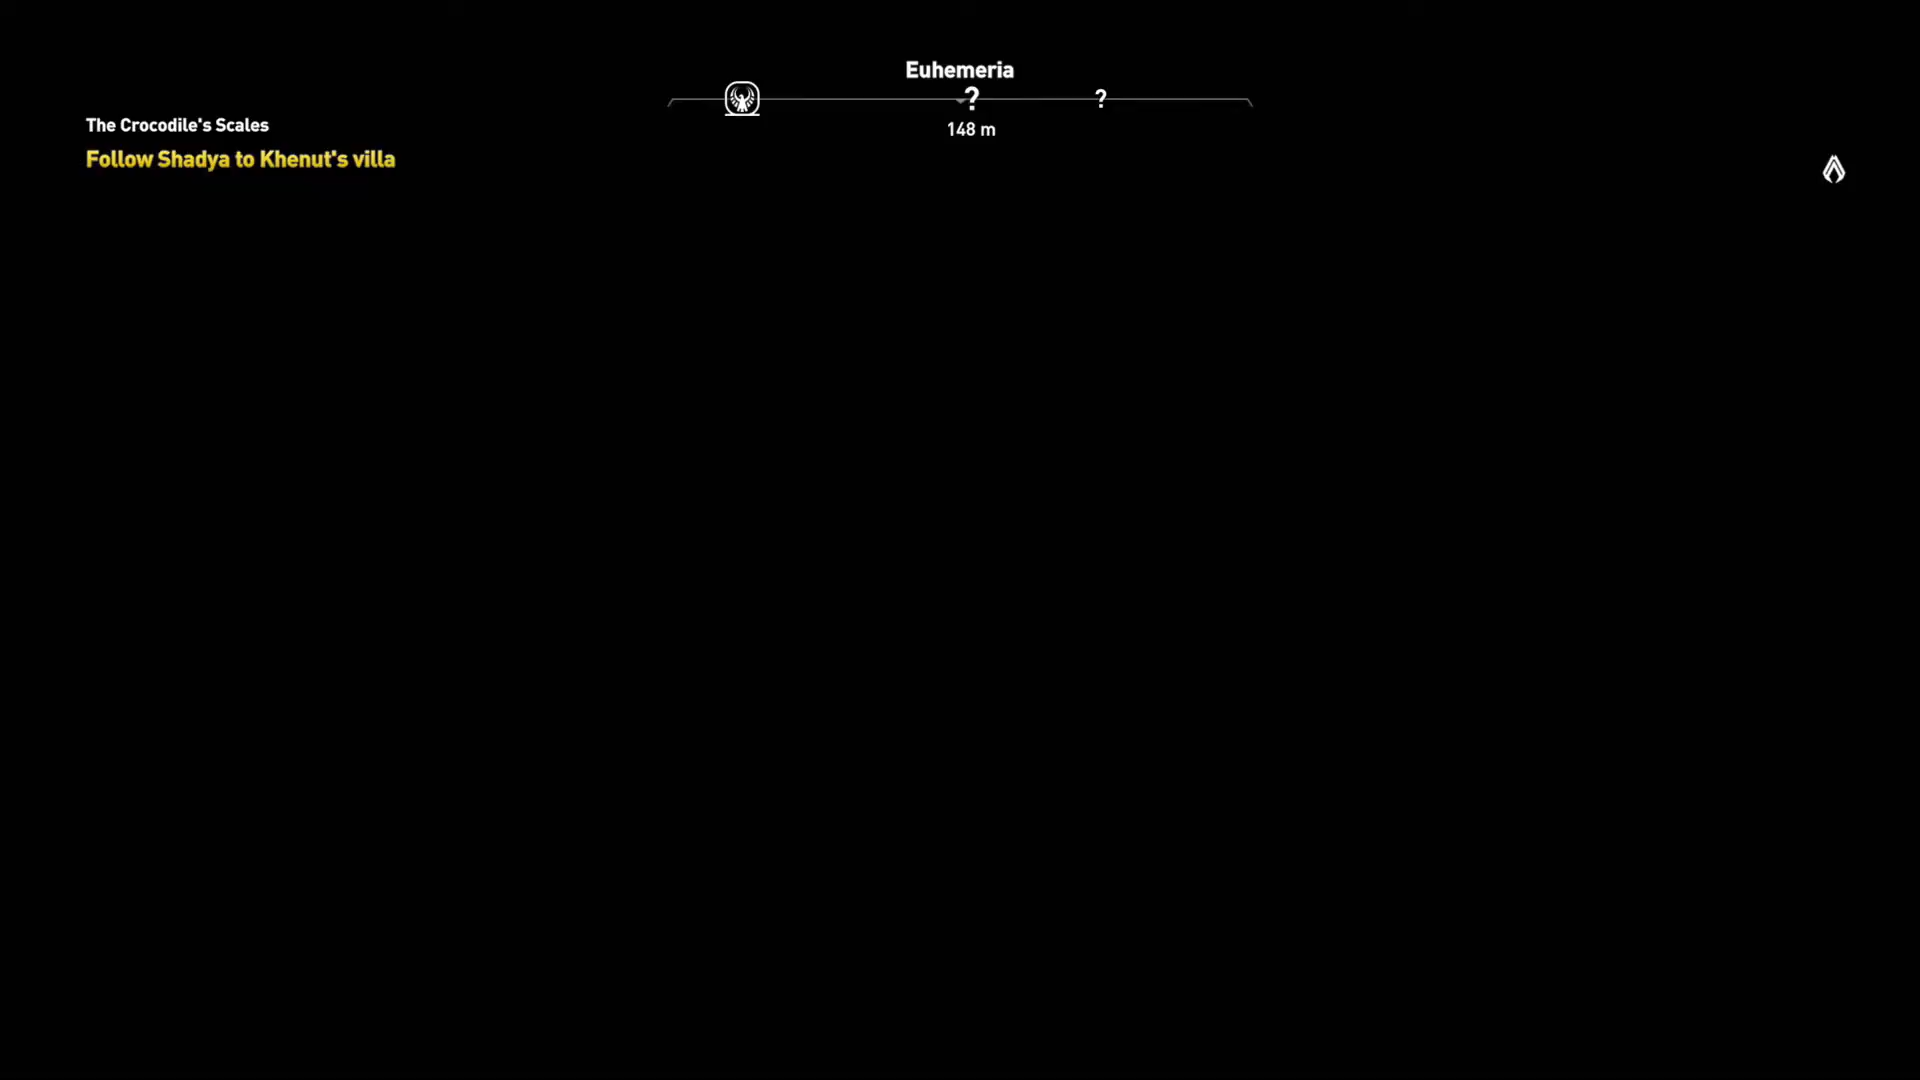 Euhemeria
? ?
148 m
The Crocodile's Scales
Follow Shadya to Khenut's villa